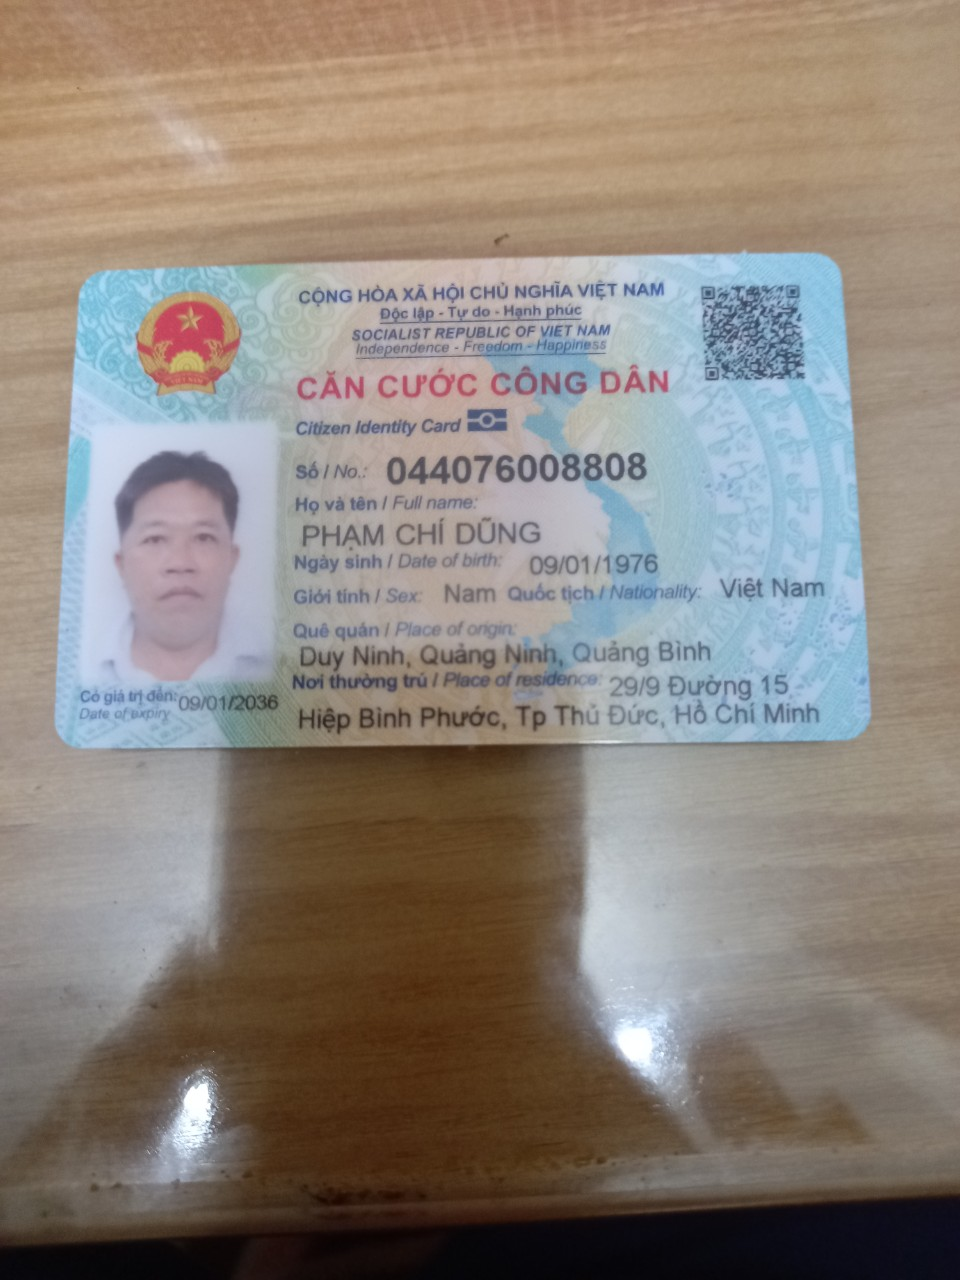 CỘNG HÒA XÃ HỘI CHỦ NGHĨA VIỆT NAM
Độc lập - Tự do - Hạnh phúc
SOCIALIST REPUBLIC OF VIET NAM
Independence - Freedom - Happiness
CĂN CƯỚC CÔNG DÂN
Citizen Identity Card
Số / No.: 044076008808
Họ và tên / Full name:
PHẠM CHÍ DŨNG
Ngày sinh / Date of birth: 09/01/1976
Giới tính / Sex: Nam Quốc tịch / Nationality: Việt Nam
Quê quán / Place of origin:
Duy Ninh, Quảng Ninh, Quảng Bình
Nơi thường trú / Place of residence: 29/9 Đường 15
Hiệp Bình Phước, Tp Thủ Đức, Hồ Chí Minh
Có giá trị đến: 09/01/2036
Date of expiry
VIỆT NAM